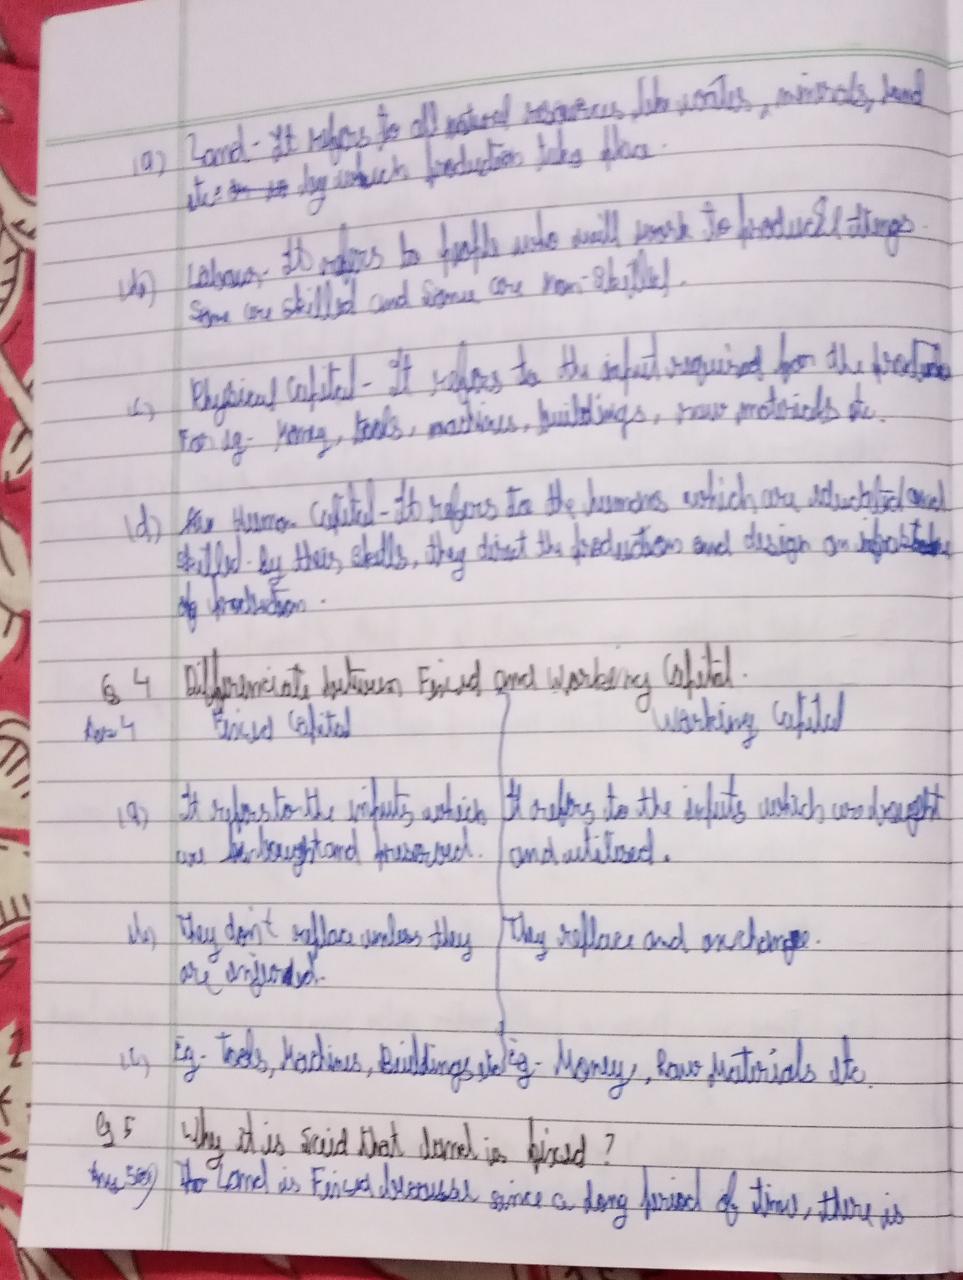 (a) Land - It refers to all natural resources like water, minerals, land
etc. by which production take place.
(b) Labour - It refers to people who will work to produce things.
Some are skilled and some are non-skilled.
(c) Physical Capital - It refers to the input required for the
For eg - Money, tools, machines, buildings, raw materials etc.
(d) Human Capital - It refers to the humans which are educated and
skilled. By their skills, they direct the production and design an
of production.
Q 4 Differenciate between Fixed and Working Capital.
Ans 4 Fixed Capital Working Capital
(a) It refers to the inputs which It refers to the inputs which are brought
are bought and preserved. and utilised.
(b) They don't replace unless they They replace and exchange.
are
(c) Eg - Tools, Machines, Buildings etc Eg - Money, Raw Materials etc.
Q 5 Why it is said that land is fixed?
Ans 5 (a) Land is Fixed because since a long period of time, there is